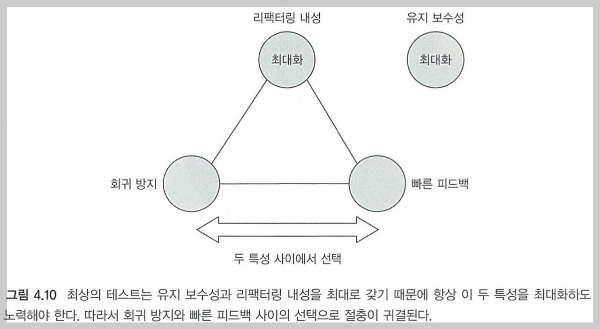 리팩터링 내성
유지 보수성
최대화
최대화
회귀 방지
빠른 피드백
두 특성 사이에서 선택
그림 4.10 최상의 테스트는 유지 보수성과 리팩터링 내성을 최대로 갖기 때문에 항상 이 두 특성을 최대화하도록
노력해야 한다. 따라서 회귀 방지와 빠른 피드백 사이의 선택으로 절충이 귀결된다.